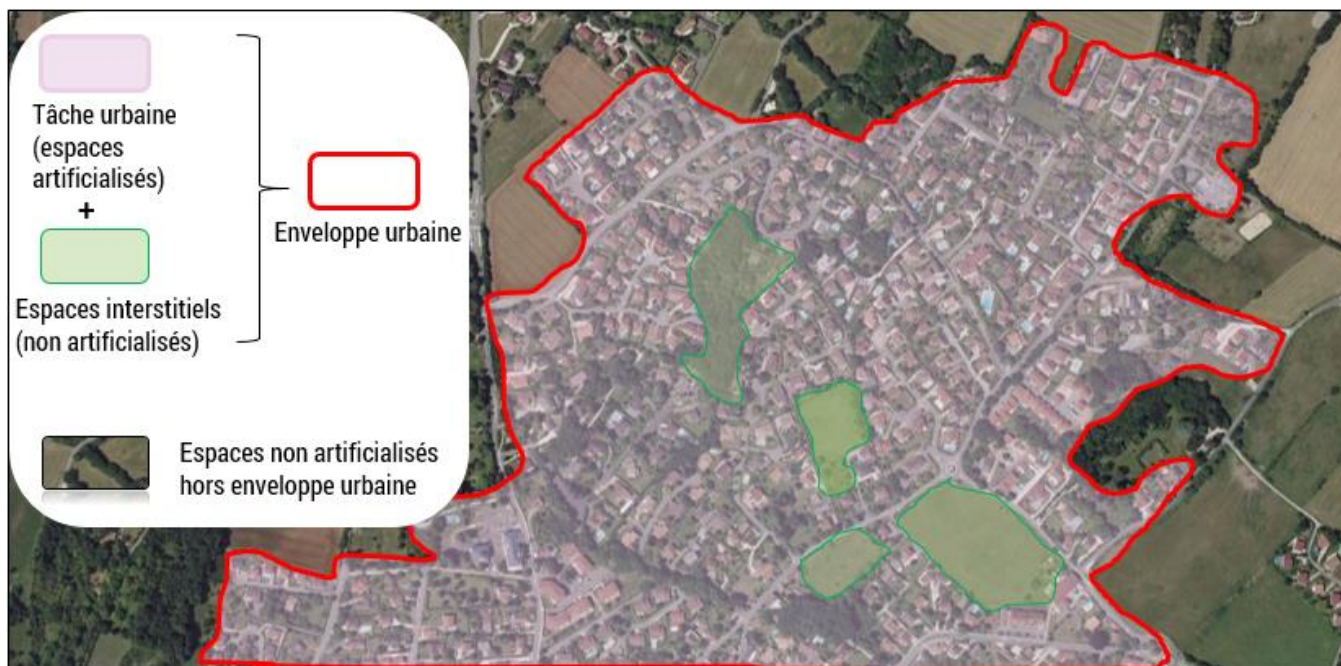 Tâche urbaine
(espaces
artificialisés)
+
Espaces interstitiels
(non artificialisés)
Enveloppe urbaine
Espaces non artificialisés
hors enveloppe urbaine